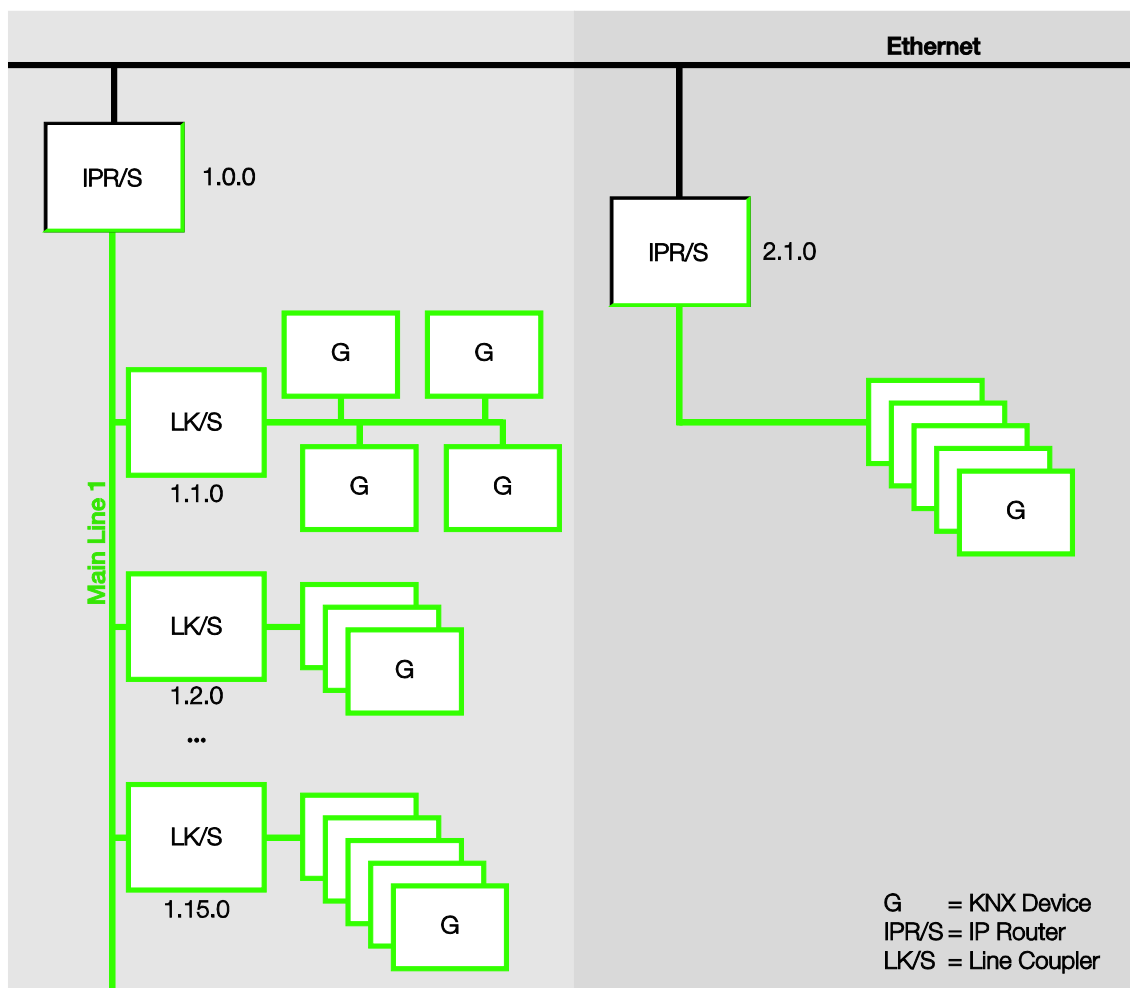 Ethernet
IPR/S
1.0.0
IPR/S
2.1.0
G
G
LK/S
1.1.0
G
G
Main Line 1
G
LK/S
1.2.0
G
...
LK/S
1.15.0
G
G = KNX Device
IPR/S = IP Router
LK/S = Line Coupler